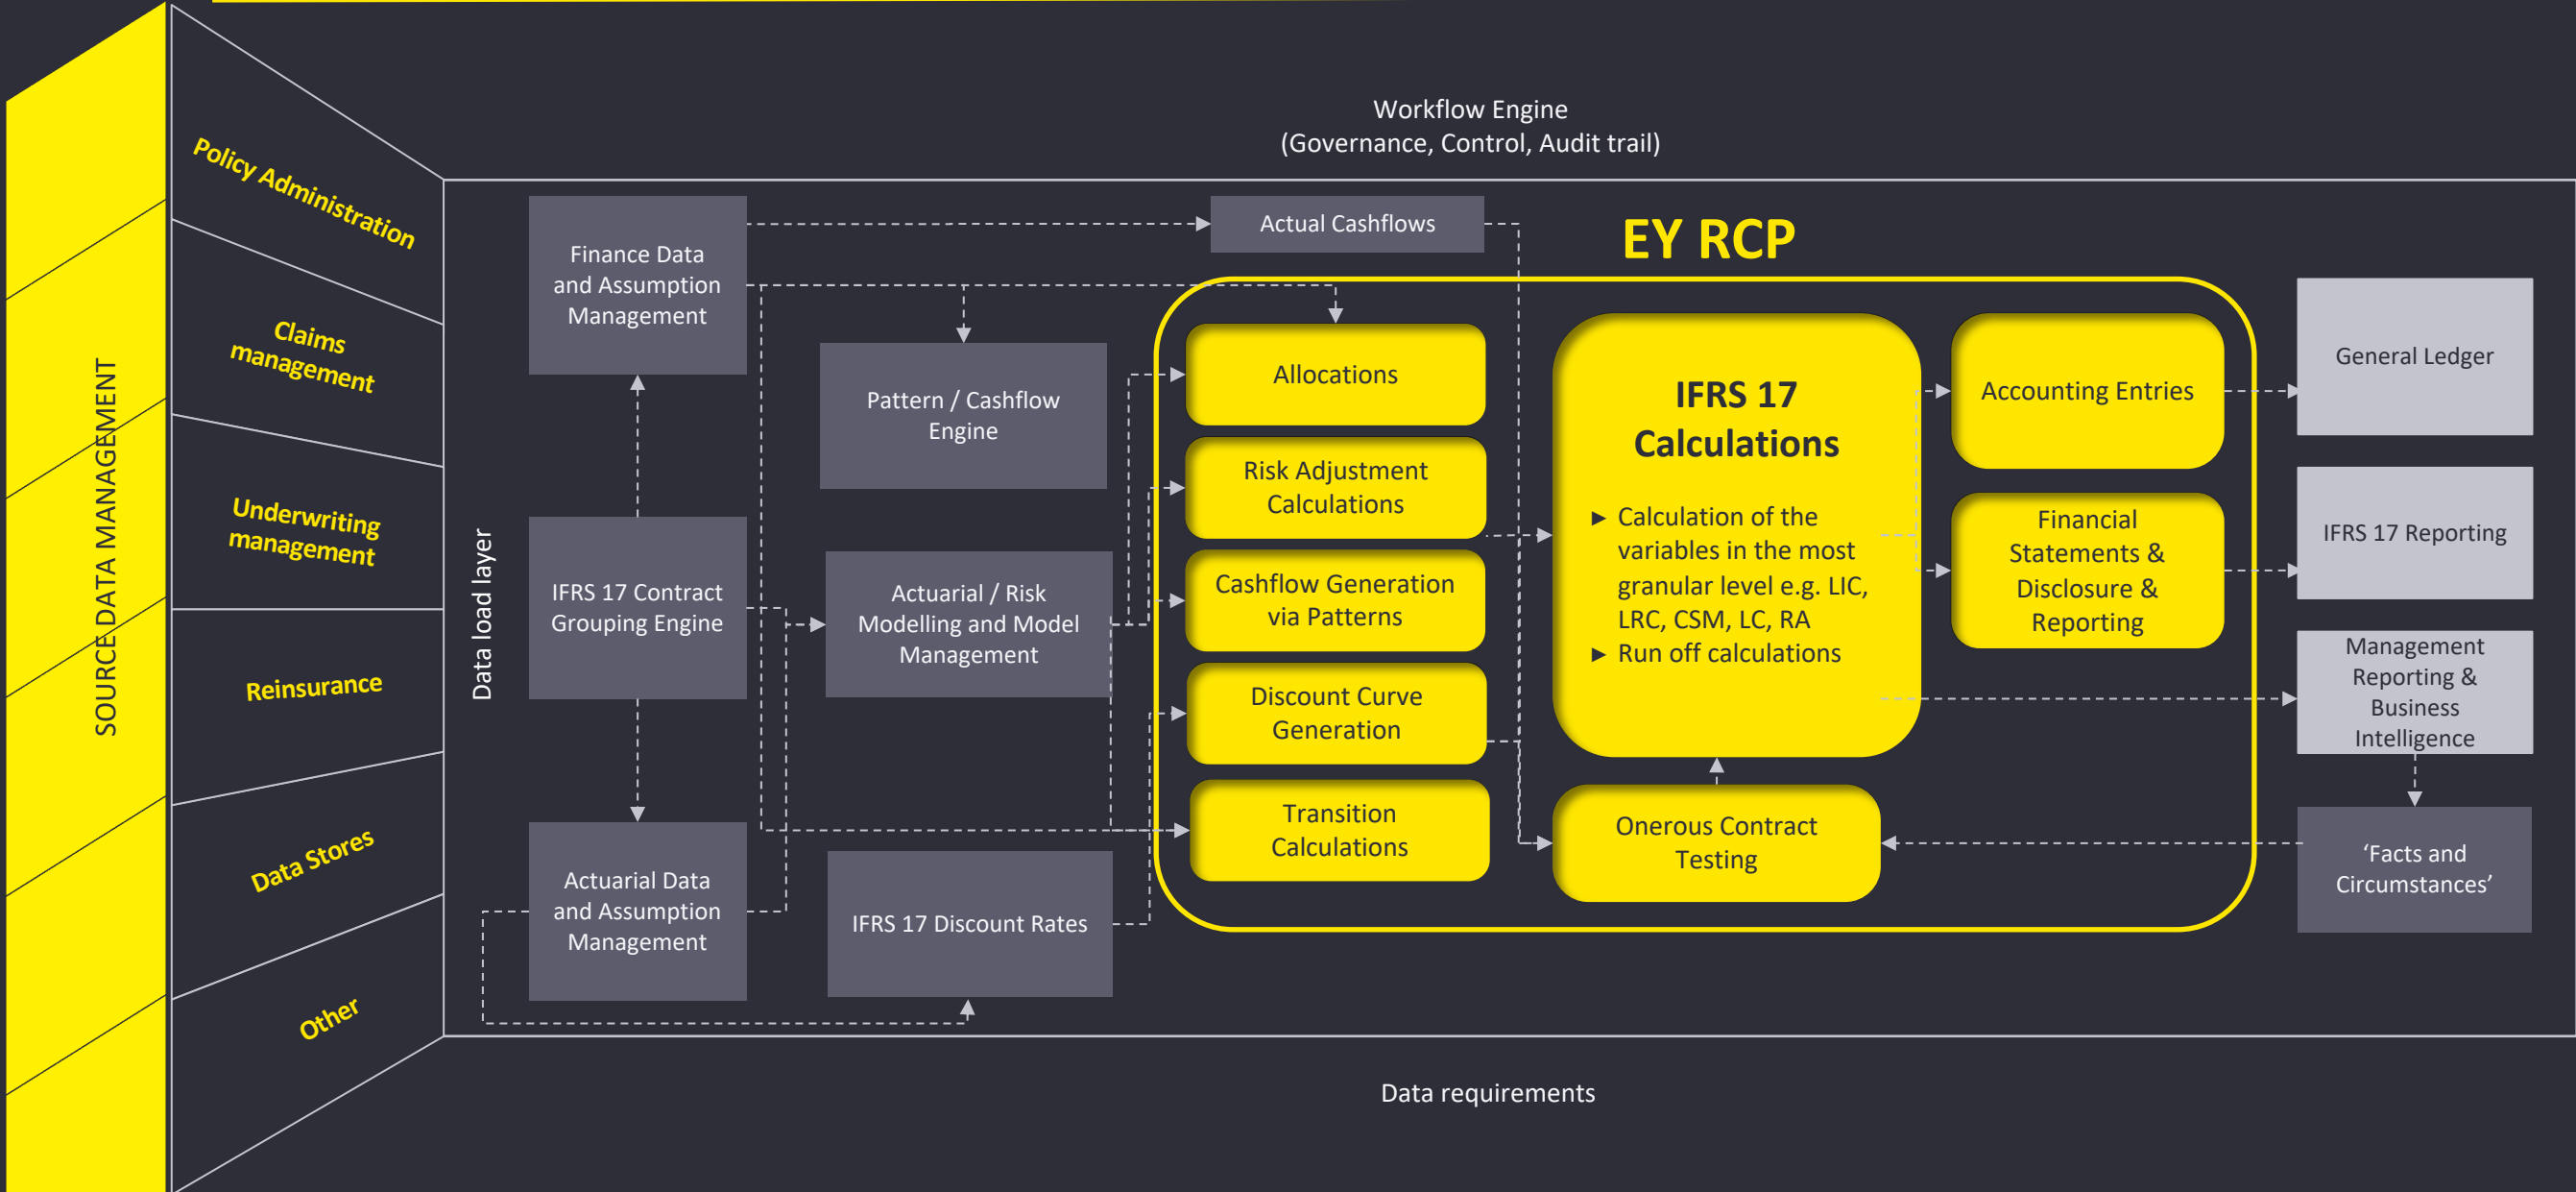 Workflow Engine
(Governance, Control, Audit trail)
SOURCE DATA MANAGEMENT
Policy Administration
Claims
management
Underwriting
management
Reinsurance
Data Stores
Other
Data load layer
Finance Data
and Assumption
Management
IFRS 17 Contract
Grouping Engine
Actuarial Data
and Assumption
Management
Pattern / Cashflow
Engine
Actuarial / Risk
Modelling and Model
Management
IFRS 17 Discount Rates
Actual Cashflows
EY RCP
Allocations
Risk Adjustment
Calculations
Cashflow Generation
via Patterns
Discount Curve
Generation
Transition
Calculations
IFRS 17
Calculations
► Calculation of the
variables in the most
granular level e.g. LIC,
LRC, CSM, LC, RA
► Run off calculations
Onerous Contract
Testing
Accounting Entries
Financial
Statements &
Disclosure &
Reporting
General Ledger
IFRS 17 Reporting
Management
Reporting &
Business
Intelligence
‘Facts and
Circumstances’
Data requirements